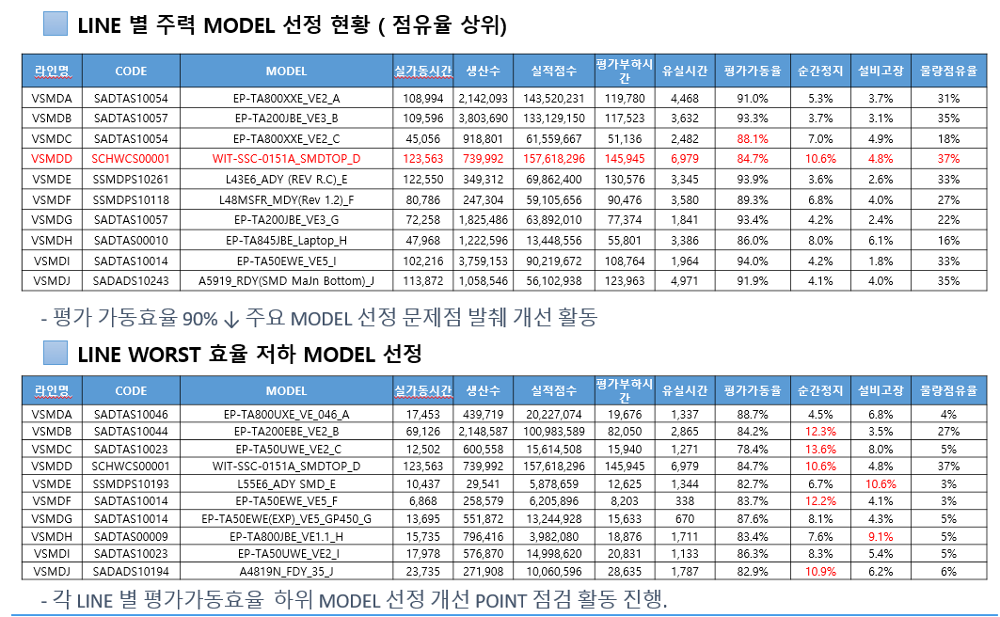 LINE 별 주력 MODEL 선정 현황 ( 점유율 상위)
라인명 CODE MODEL 실가동시간 생산수 실적점수 평가부하시간 유실시간 평가가동율 순간정지 설비고장 물량점유율
VSMDA SADTAS10054 EP-TA800XXE_VE2_A 108,994 2,142,093 143,520,231 119,780 4,468 91.0% 5.3% 3.7% 31%
VSMDB SADTAS10057 EP-TA200JBE_VE3_B 109,596 3,803,690 133,129,150 117,523 3,632 93.3% 3.7% 3.1% 35%
VSMDC SADTAS10054 EP-TA800XXE_VE2_C 45,056 918,801 61,559,667 51,136 2,482 88.1% 7.0% 4.9% 18%
VSMDD SCHWCS00001 WIT-SSC-0151A_SMDTOP_D 123,563 739,992 157,618,296 145,945 6,979 84.7% 10.6% 4.8% 37%
VSMDE SSMDPS10261 L43E6_ADY (REV R.C)_E 122,550 349,312 69,862,400 130,576 3,345 93.9% 3.6% 2.6% 33%
VSMDF SSMDPS10118 L48MSFR_MDY(Rev 1.2)_F 80,786 247,304 59,105,656 90,476 3,580 89.3% 6.8% 4.0% 27%
VSMDG SADTAS10057 EP-TA200JBE_VE3_G 72,258 1,825,486 63,892,010 77,374 1,841 93.4% 4.2% 2.4% 22%
VSMDH SADTAS00010 EP-TA845JBE_Laptop_H 47,968 1,222,596 13,448,556 55,801 3,386 86.0% 8.0% 6.1% 16%
VSMDI SADTAS10014 EP-TA50EWE_VE5_I 102,216 3,759,153 90,219,672 108,764 1,964 94.0% 4.2% 1.8% 33%
VSMDJ SADADS10243 A5919_RDY(SMD MaJn Bottom)_J 113,872 1,058,546 56,102,938 123,963 4,971 91.9% 4.1% 4.0% 35%
- 평가 가동효율 90% ↓ 주요 MODEL 선정 문제점 발췌 개선 활동
LINE WORST 효율 저하 MODEL 선정
라인명 CODE MODEL 실가동시간 생산수 실적점수 평가부하시간 유실시간 평가가동율 순간정지 설비고장 물량점유율
VSMDA SADTAS10046 EP-TA800UXE_VE_046_A 17,453 439,719 20,227,074 19,676 1,337 88.7% 4.5% 6.8% 4%
VSMDB SADTAS10044 EP-TA200EBE_VE2_B 69,126 2,148,587 100,983,589 82,050 2,865 84.2% 12.3% 3.5% 27%
VSMDC SADTAS10023 EP-TA50UWE_VE2_C 12,502 600,558 15,614,508 15,940 1,271 78.4% 13.6% 8.0% 5%
VSMDD SCHWCS00001 WIT-SSC-0151A_SMDTOP_D 123,563 739,992 157,618,296 145,945 6,979 84.7% 10.6% 4.8% 37%
VSMDE SSMDPS10193 L55E6_ADY SMD_E 10,437 29,541 5,878,659 12,625 1,344 82.7% 6.7% 10.6% 3%
VSMDF SADTAS10014 EP-TA50EWE_VE5_F 6,868 258,579 6,205,896 8,203 338 83.7% 12.2% 4.1% 3%
VSMDG SADTAS10014 EP-TA50EWE(EXP)_VE5_GP450_G 13,695 551,872 13,244,928 15,633 670 87.6% 8.1% 4.3% 5%
VSMDH SADTAS00009 EP-TA800JBE_VE1.1_H 15,735 796,416 3,982,080 18,876 1,711 83.4% 7.6% 9.1% 5%
VSMDI SADTAS10023 EP-TA50UWE_VE2_I 17,978 576,870 14,998,620 20,831 1,133 86.3% 8.3% 5.4% 5%
VSMDJ SADADS10194 A4819N_FDY_35_J 23,735 271,908 10,060,596 28,635 1,787 82.9% 10.9% 6.2% 6%
- 각 LINE 별 평가가동효율 하위 MODEL 선정 개선 POINT 점검 활동 진행.